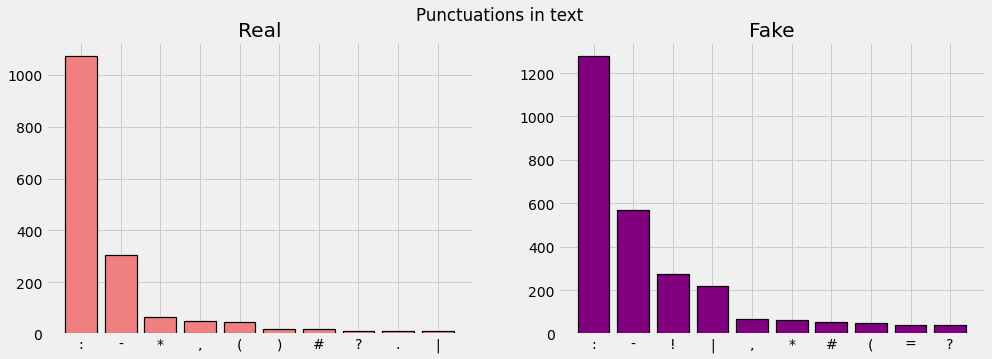 Punctuations in text
Real
Fake
1000
800
600
400
200
0
: - * , ( ) # ? . |
1200
1000
800
600
400
200
0
: - ! | , * # ( = ?